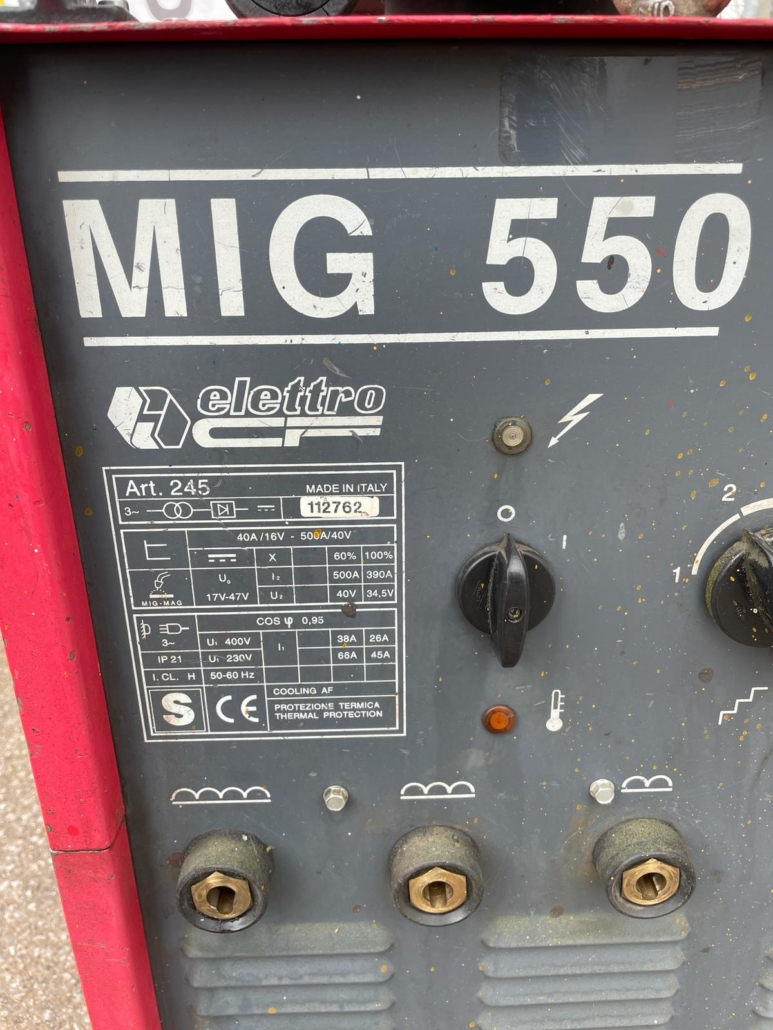 MIG 550
elettro
CF
Art. 245
MADE IN ITALY
3~
112762
40A/16V - 500A/40V
X 60% 100%
U₀ I₂ 500A 390A
MIG-MAG 17V-47V U₂ 40V 34,5V
COS φ 0,95
3~ U₁ 400V I₁ 38A 26A
IP 21 U₁ 230V 68A 45A
I. CL. H 50-60 Hz
S CE COOLING AF
PROTEZIONE TERMICA
THERMAL PROTECTION
O
I
2
1